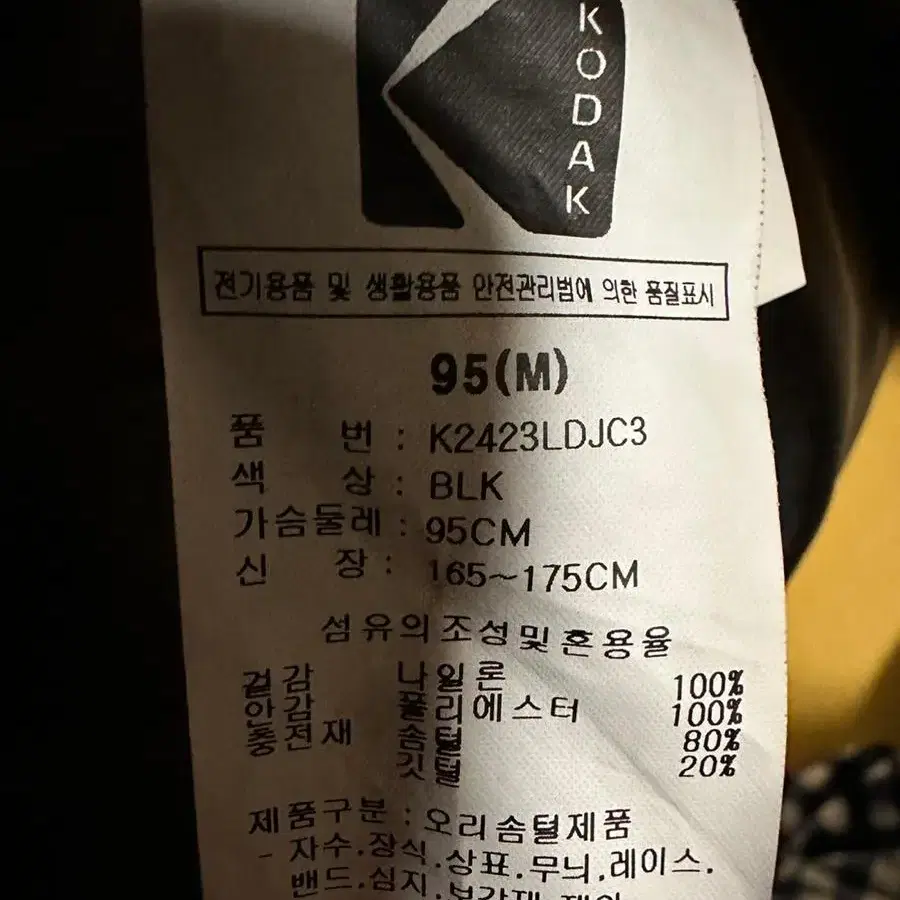 KODAK
전기용품 및 생활용품 안전관리법에 의한 품질표시
95(M)
품 번 : K2423LDJC3
색 상 : BLK
가슴둘레 : 95CM
신 장 : 165~175CM
섬유의조성및혼용율
겉감 나일론 100%
안감 폴리에스터 100%
충전재 솜털 80%
깃털 20%
제품구분 : 오리솜털제품
- 자수.장식.상표.무늬.레이스.
밴드.심지.보강재.제외